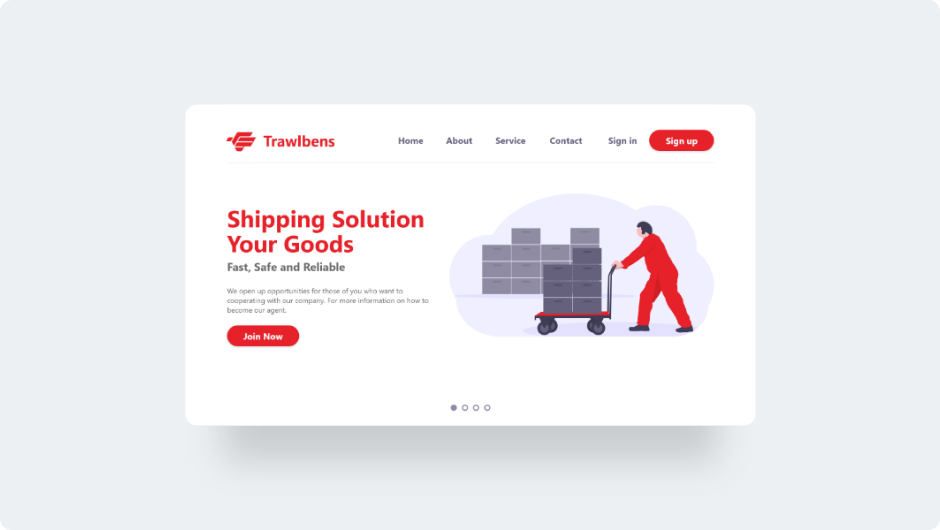 Trawlbens
Home About Service Contact Sign in Sign up
Shipping Solution
Your Goods
Fast, Safe and Reliable
We open up opportunities for those of you who want to
cooperating with our company. For more information on how to
become our agent.
Join Now